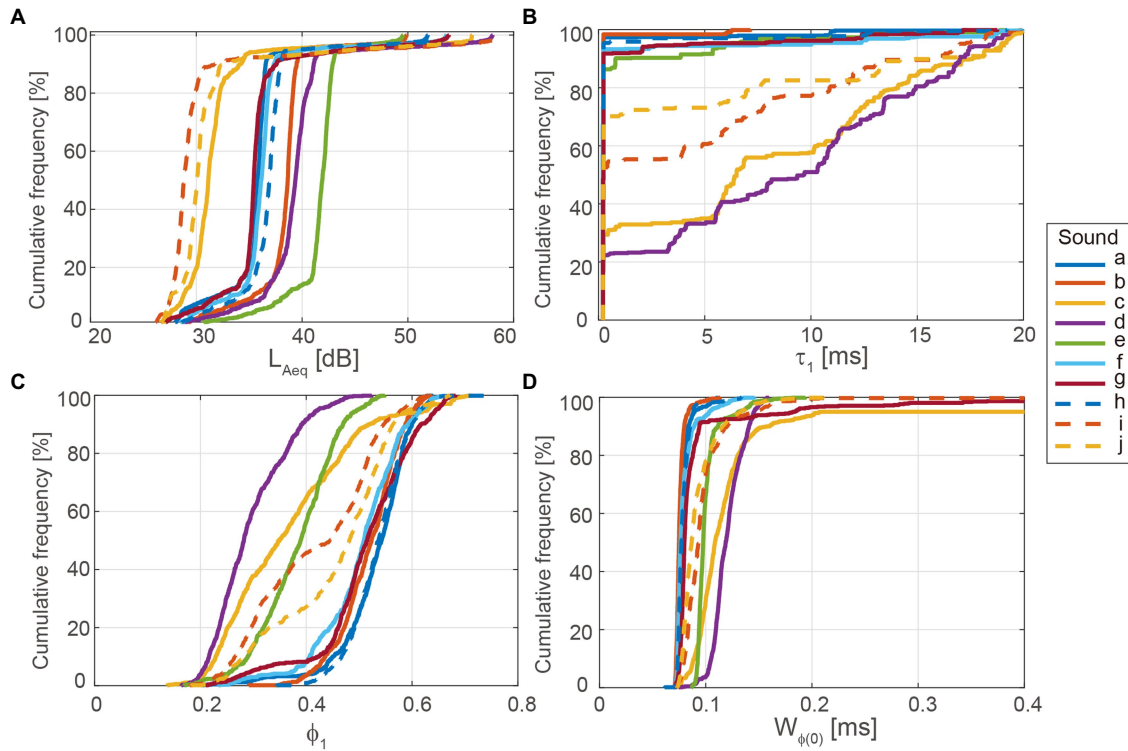 A
Cumulative frequency [%]
100
80
60
40
20
0
20
30
40
50
60
L_Aeq [dB]
B
Cumulative frequency [%]
100
80
60
40
20
0
0
5
10
15
20
τ_1 [ms]
C
Cumulative frequency [%]
100
80
60
40
20
0
0
0.2
0.4
0.6
0.8
ϕ_1
D
Cumulative frequency [%]
100
80
60
40
20
0
0
0.1
0.2
0.3
0.4
W_ϕ(0) [ms]
Sound
a
b
c
d
e
f
g
h
i
j